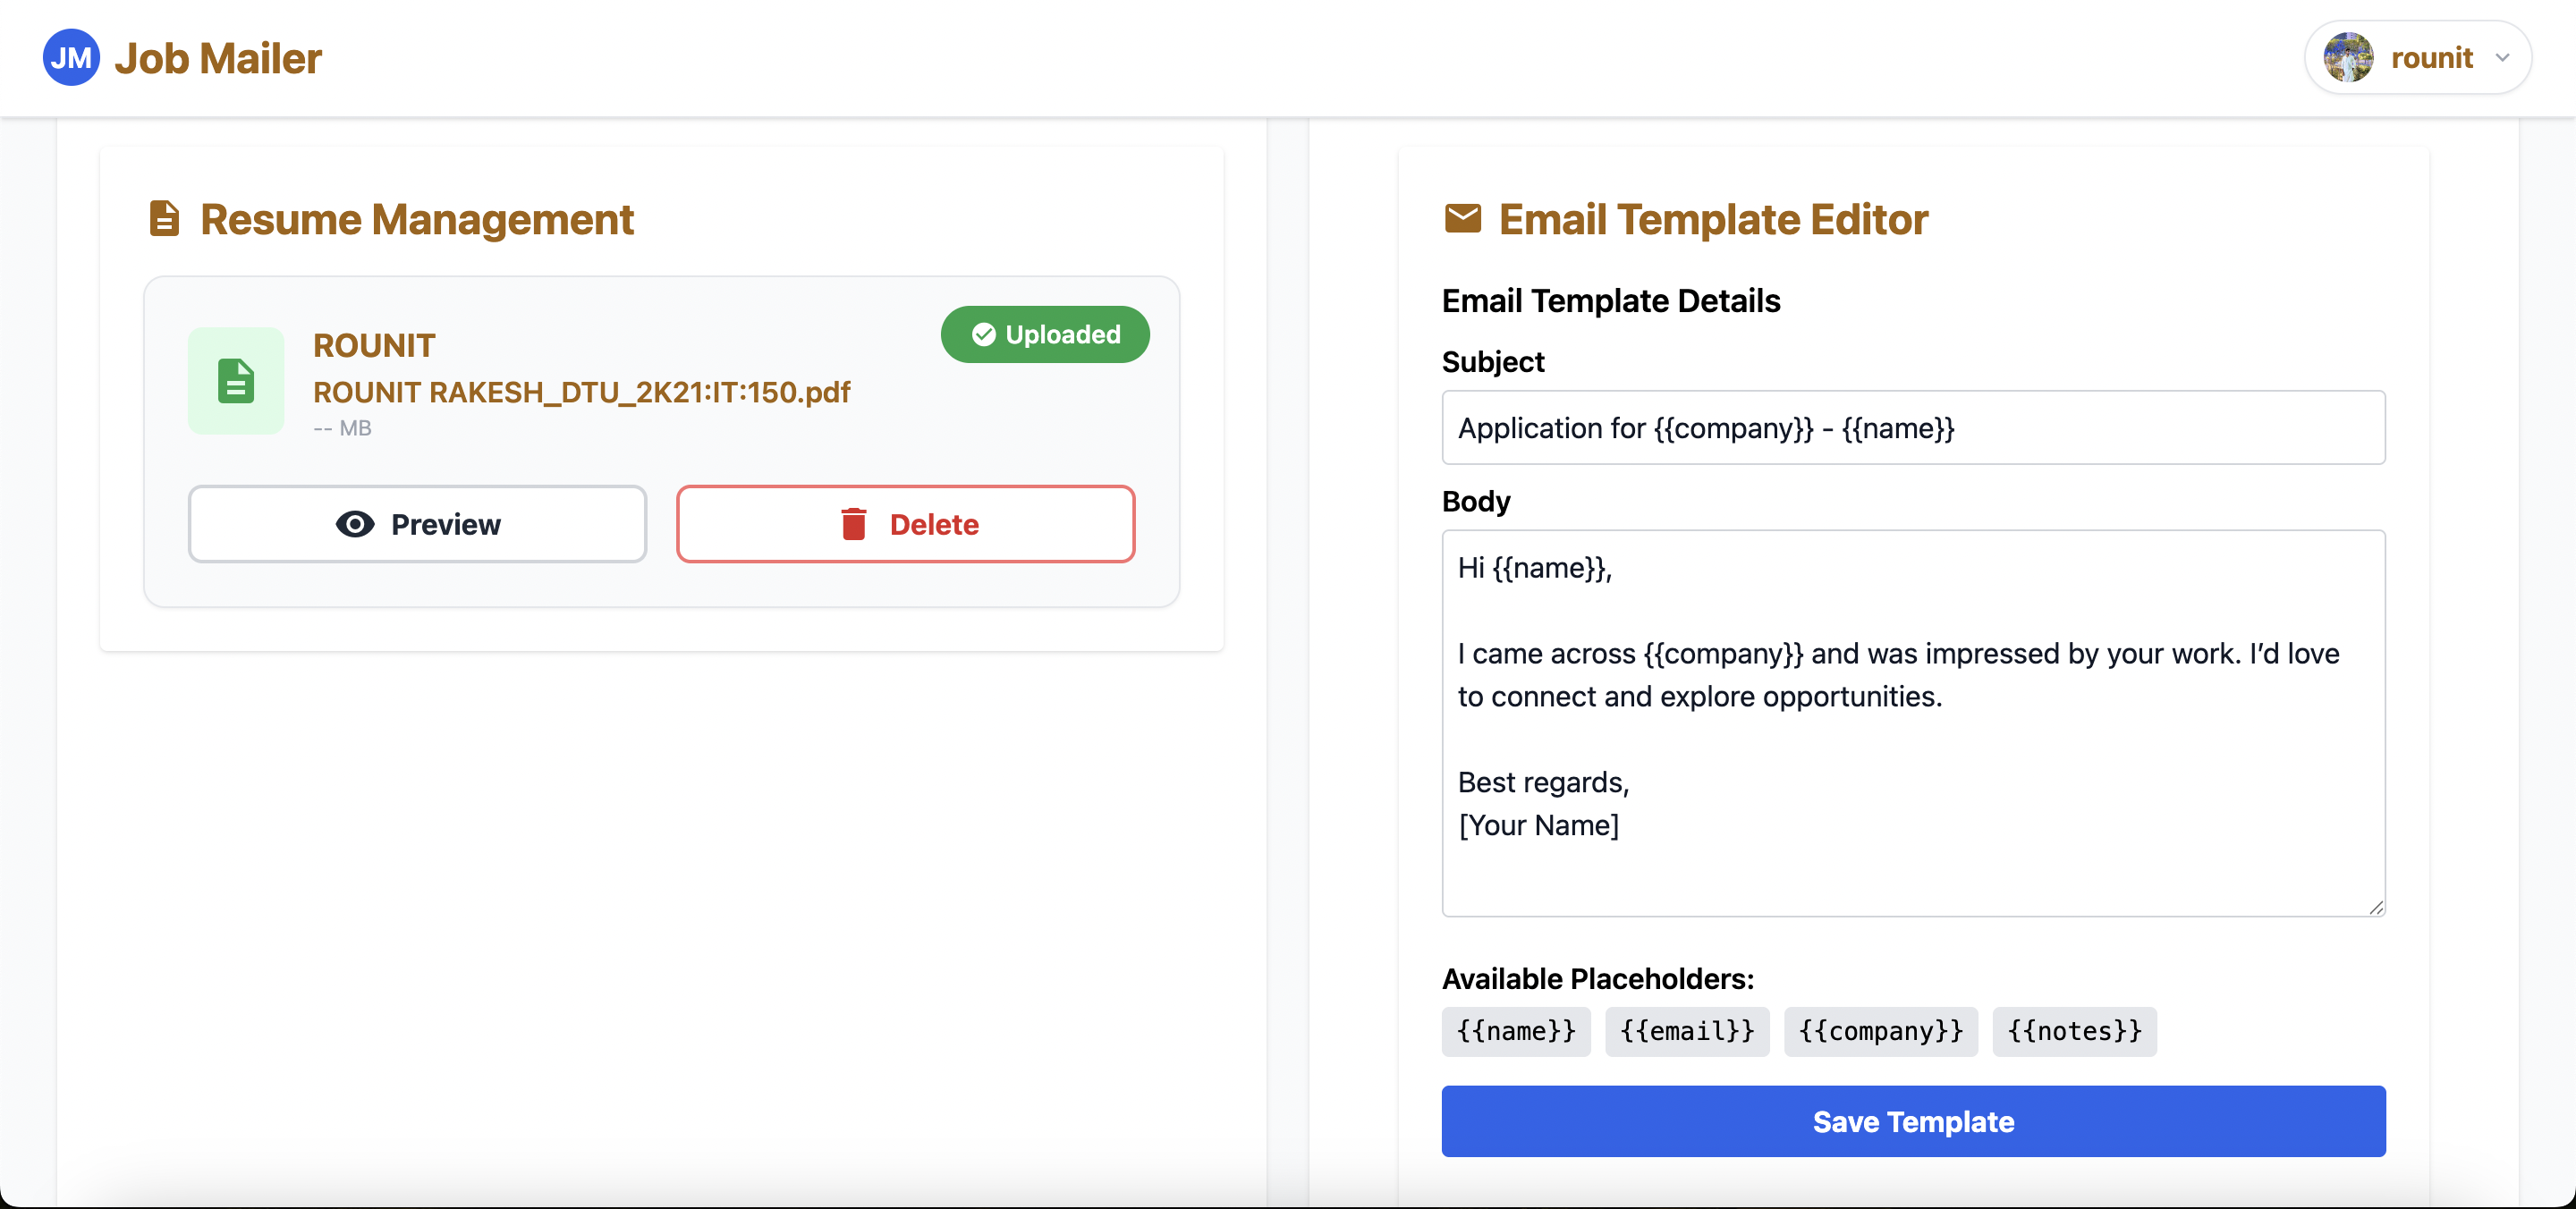 JM Job Mailer
rounit
Resume Management
ROUNIT
ROUNIT RAKESH_DTU_2K21:IT:150.pdf
-- MB
Uploaded
Preview
Delete
Email Template Editor
Email Template Details
Subject
Application for {{company}} - {{name}}
Body
Hi {{name}},
I came across {{company}} and was impressed by your work. I’d love
to connect and explore opportunities.
Best regards,
[Your Name]
Available Placeholders:
{{name}} {{email}} {{company}} {{notes}}
Save Template